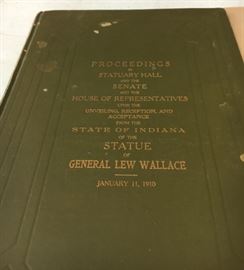 PROCEEDINGS
IN
STATUARY HALL
AND THE
SENATE
AND THE
HOUSE OF REPRESENTATIVES
UPON THE
UNVEILING, RECEPTION, AND
ACCEPTANCE
FROM THE
STATE OF INDIANA
OF THE
STATUE
OF
GENERAL LEW WALLACE
JANUARY 11, 1910